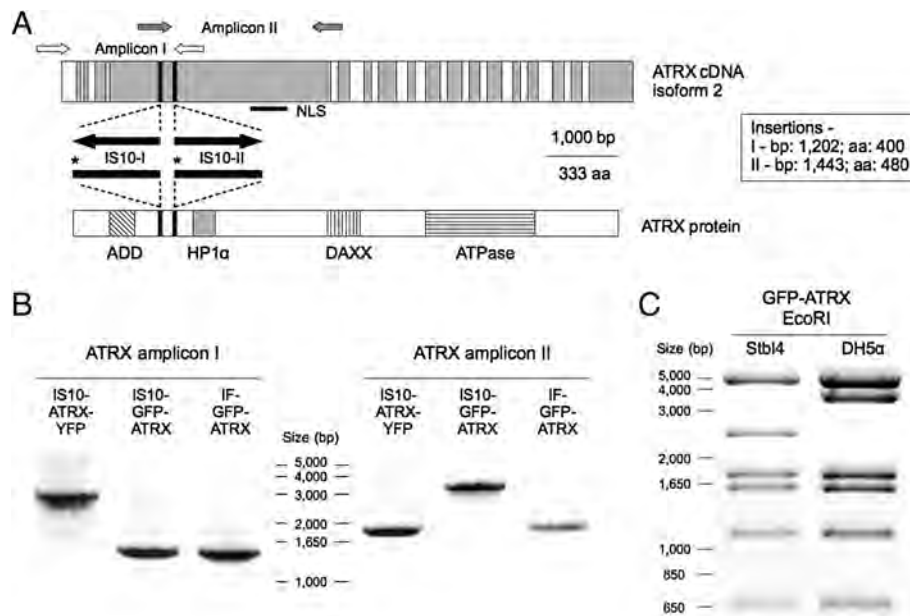 A
Amplicon II
Amplicon I
ATRX cDNA
isoform 2
NLS
* IS10-I * IS10-II
1,000 bp
333 aa
Insertions -
I - bp: 1,202; aa: 400
II - bp: 1,443; aa: 480
ATRX protein
ADD HP1α DAXX ATPase
B
ATRX amplicon I
IS10-
ATRX-
YFP
IS10-
GFP-
ATRX
IF-
GFP-
ATRX
Size (bp)
5,000
4,000
3,000
2,000
1,650
1,000
ATRX amplicon II
IS10-
ATRX-
YFP
IS10-
GFP-
ATRX
IF-
GFP-
ATRX
C
GFP-ATRX
EcoRI
Size (bp) Stbl4 DH5α
5,000
4,000
3,000
2,000
1,650
1,000
850
650